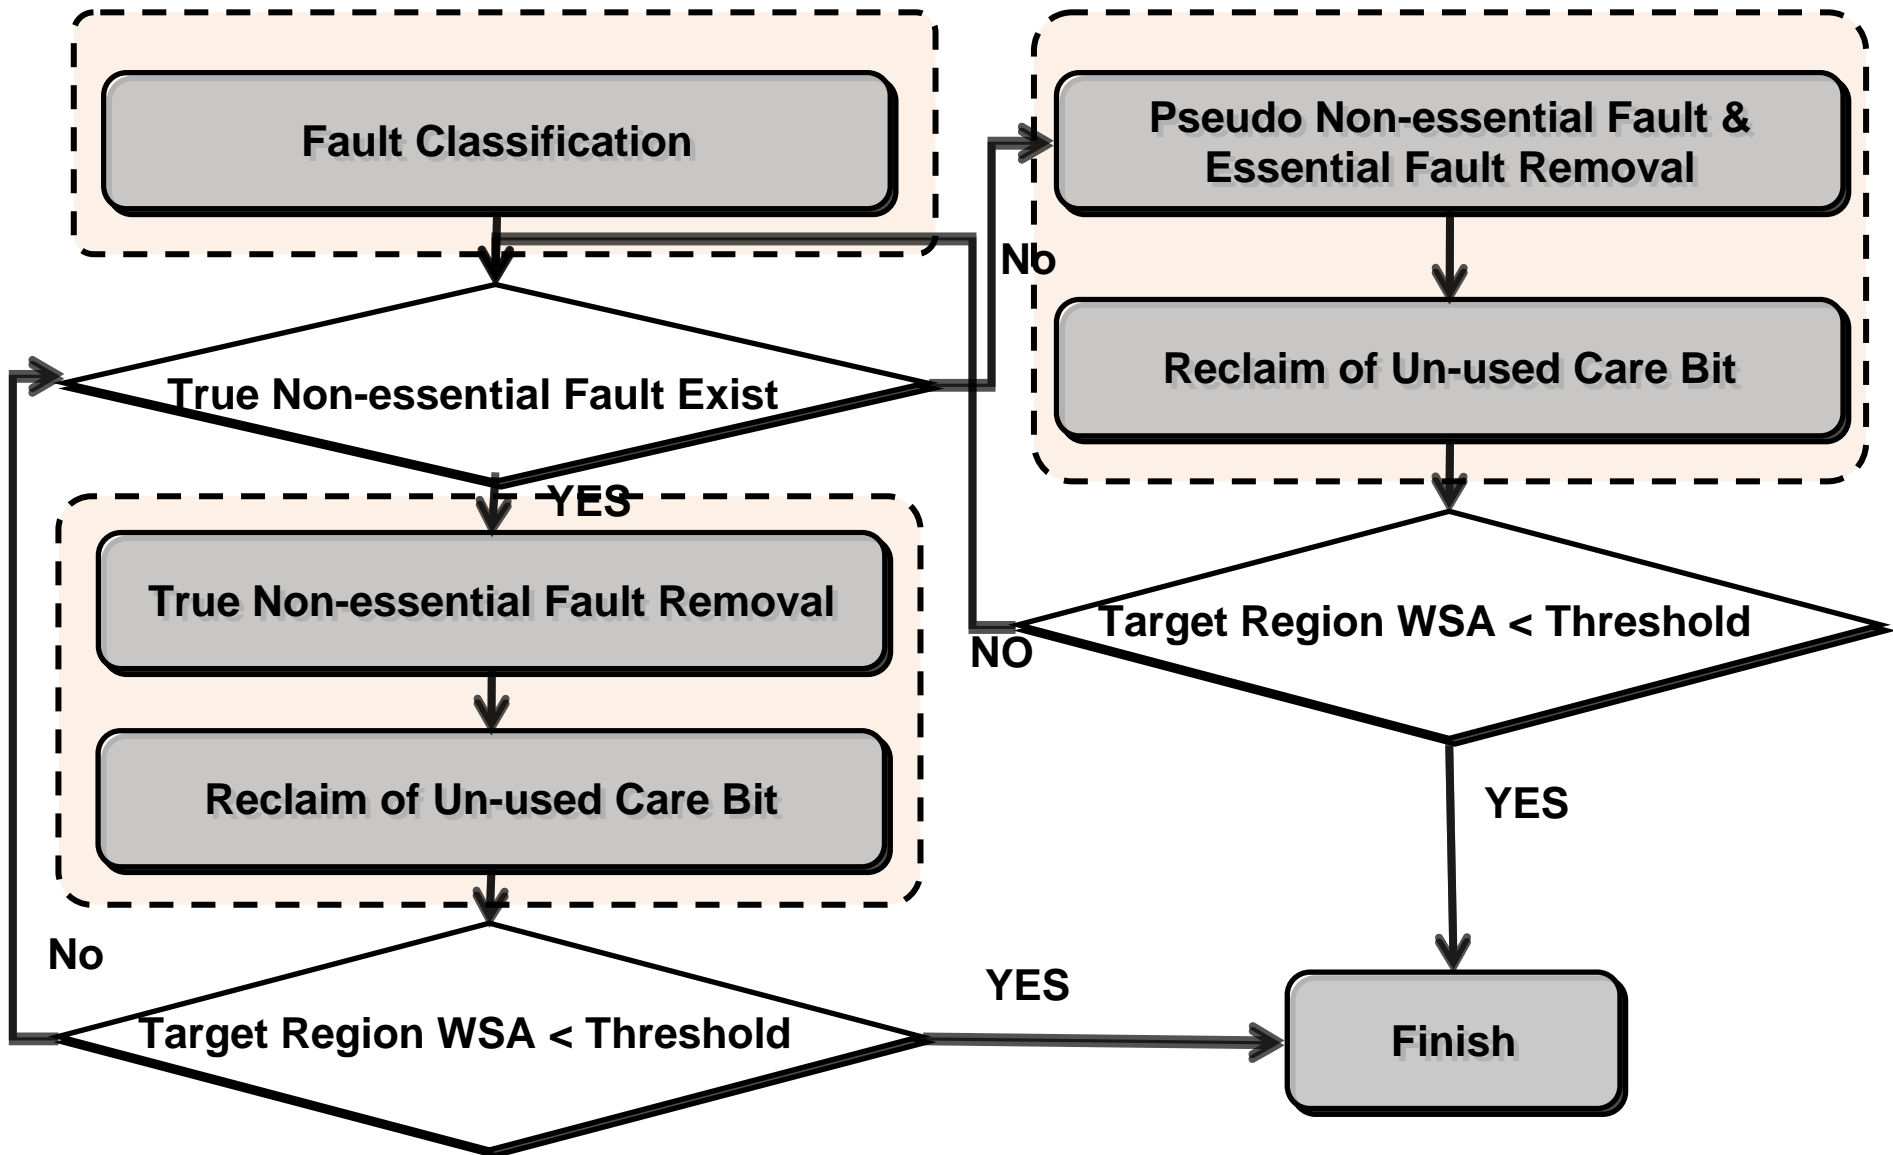 Fault Classification
True Non-essential Fault Exist
YES
True Non-essential Fault Removal
Reclaim of Un-used Care Bit
No
Target Region WSA < Threshold
YES
No
Pseudo Non-essential Fault &
Essential Fault Removal
Reclaim of Un-used Care Bit
Target Region WSA < Threshold
NO
YES
Finish